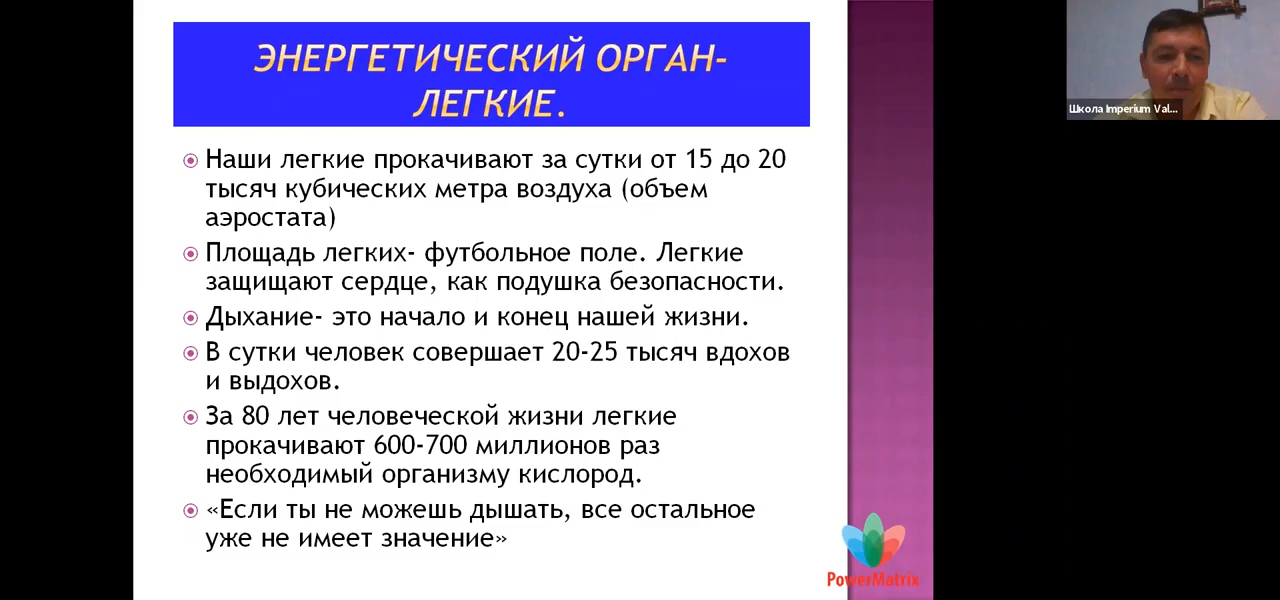 ЭНЕРГЕТИЧЕСКИЙ ОРГАН-
ЛЕГКИЕ.
Наши легкие прокачивают за сутки от 15 до 20
тысяч кубических метра воздуха (объем
аэростата)
Площадь легких- футбольное поле. Легкие
защищают сердце, как подушка безопасности.
Дыхание- это начало и конец нашей жизни.
В сутки человек совершает 20-25 тысяч вдохов
и выдохов.
За 80 лет человеческой жизни легкие
прокачивают 600-700 миллионов раз
необходимый организму кислород.
«Если ты не можешь дышать, все остальное
уже не имеет значение»
PowerMatrix
Школа Imperium Val...